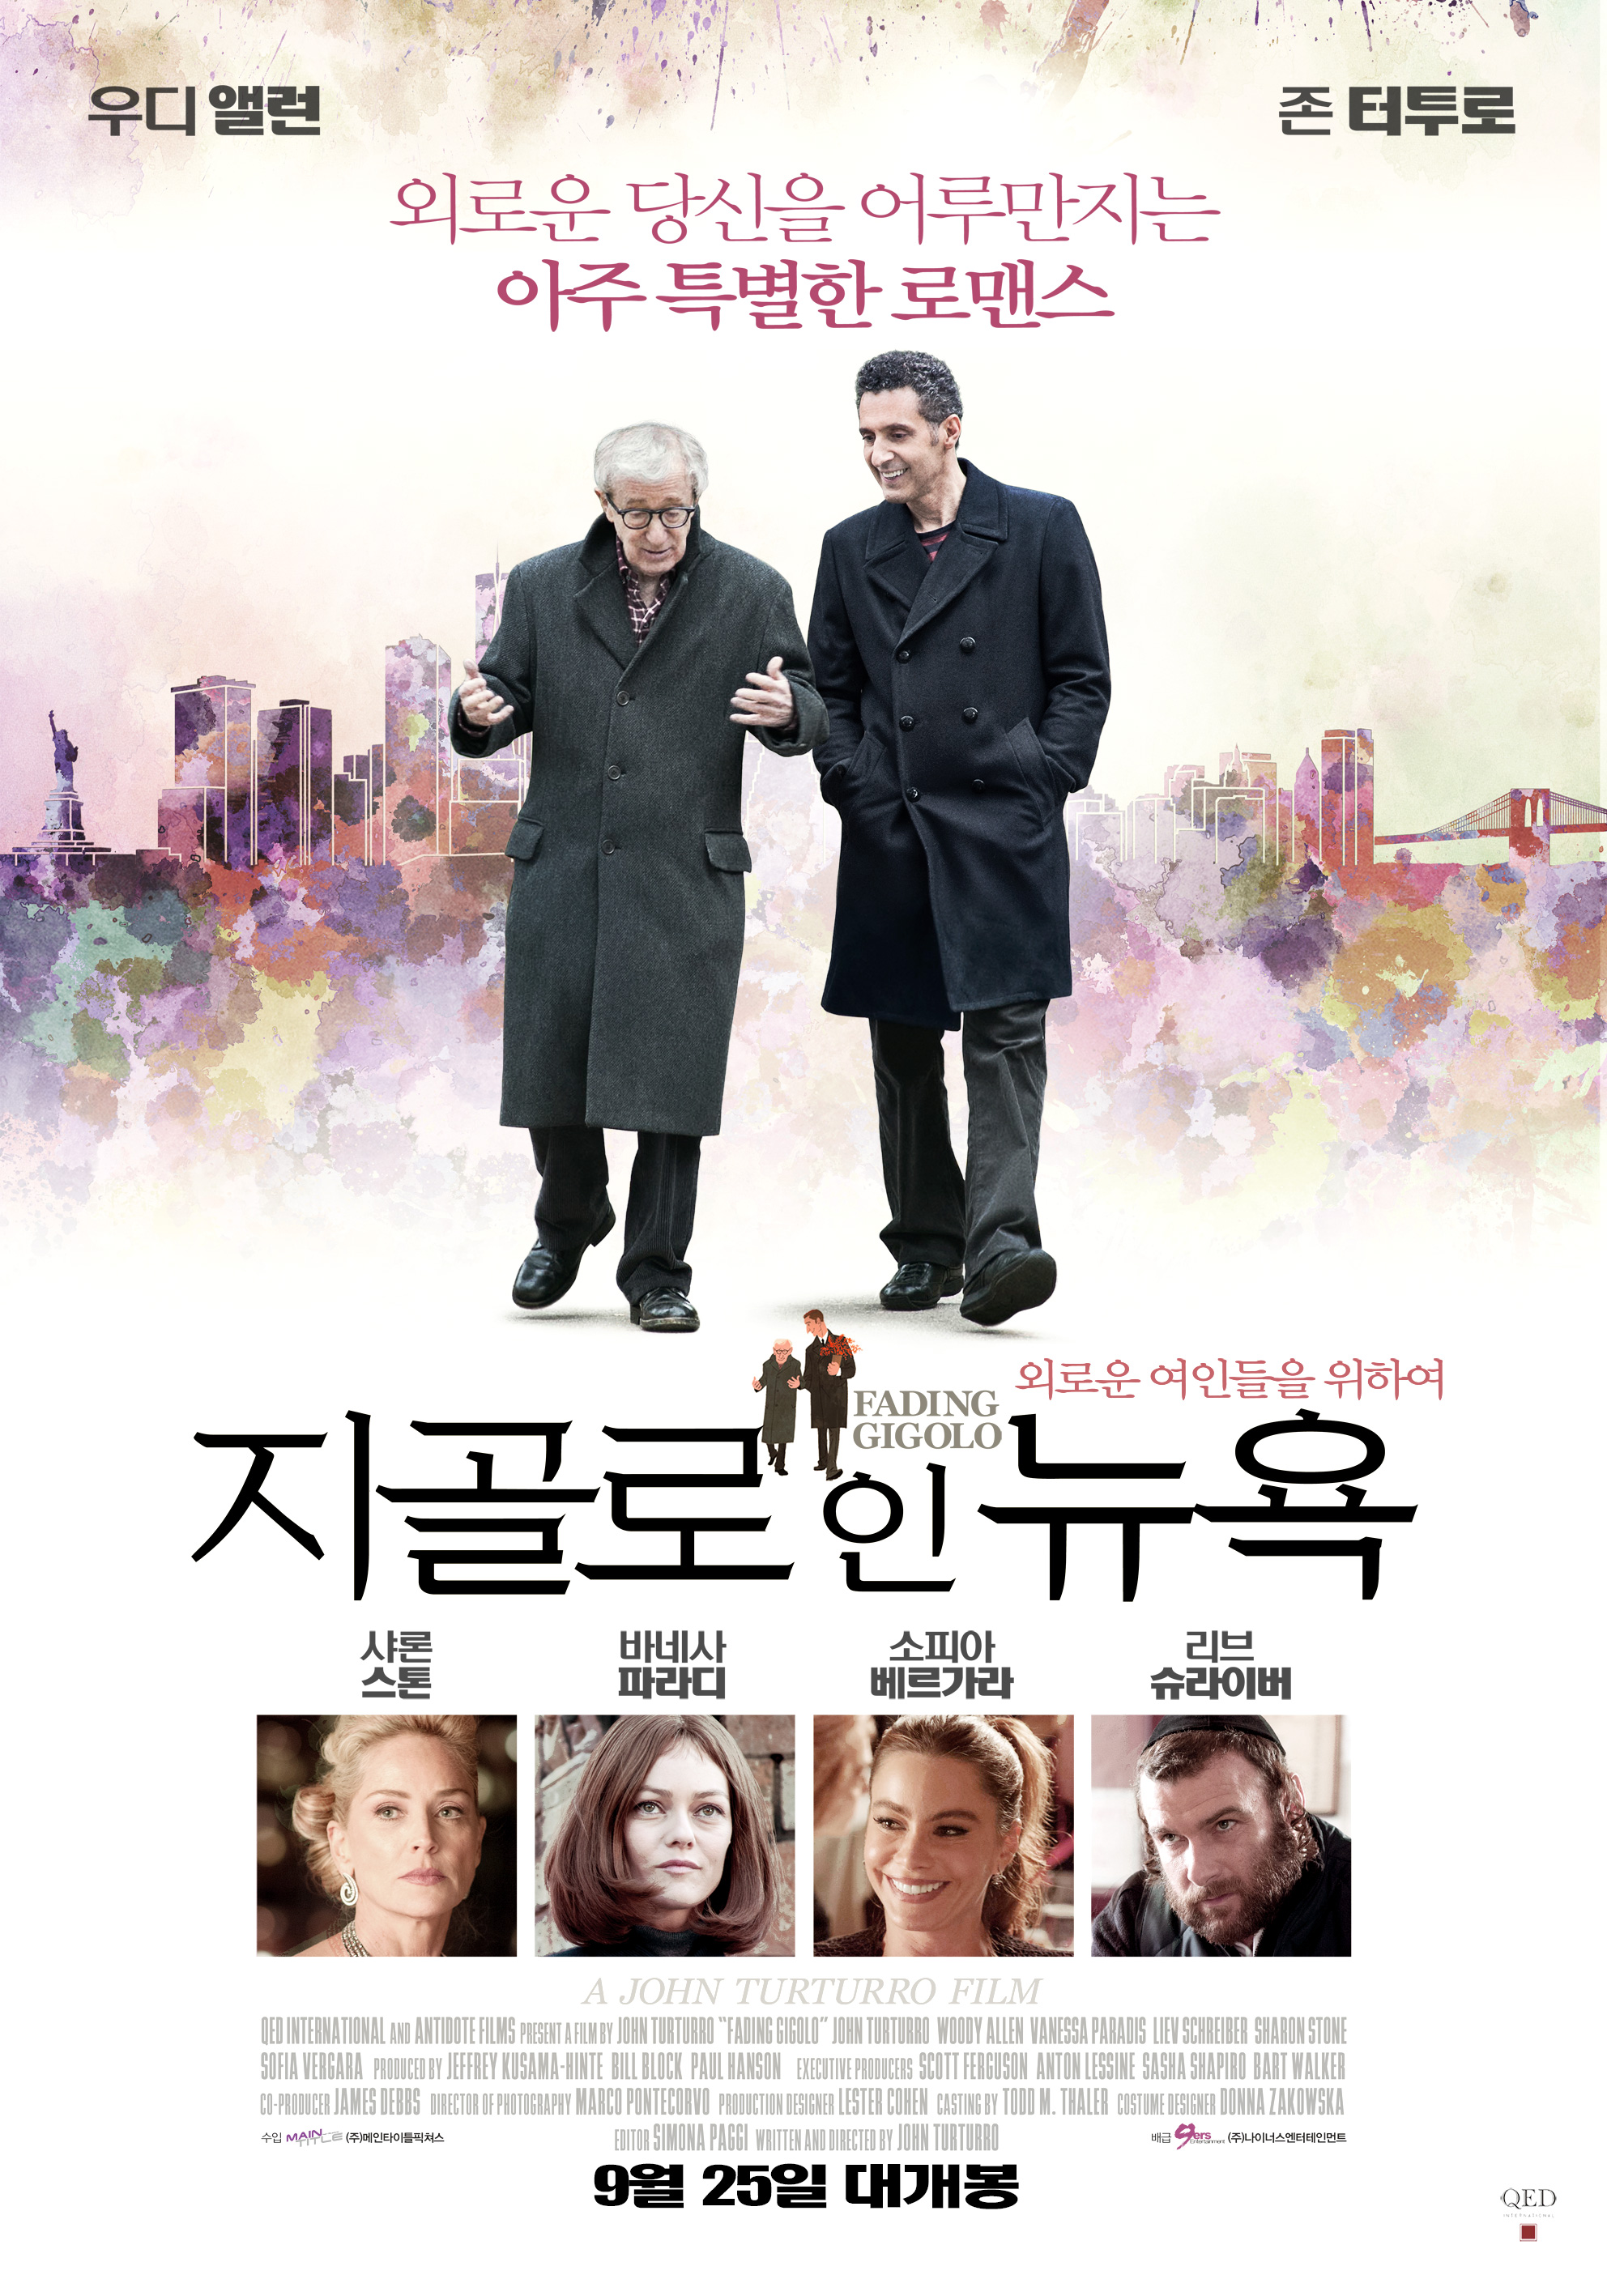 우디 앨런
존 터투로
외로운 당신을 어루만지는
아주 특별한 로맨스
외로운 여인들을 위하여
FADING
GIGOLO
지골로 인 뉴욕
샤론
스톤
바네사
파라디
소피아
베르가라
리브
슈라이버
A JOHN TURTURRO FILM
QED INTERNATIONAL AND ANTIDOTE FILMS PRESENT A FILM BY JOHN TURTURRO "FADING GIGOLO" JOHN TURTURRO WOODY ALLEN VANESSA PARADIS LIEV SCHREIBER SHARON STONE
SOFIA VERGARA PRODUCED BY JEFFREY KUSAMA-HINTE BILL BLOCK PAUL HANSON EXECUTIVE PRODUCERS SCOTT FERGUSON ANTON LESSINE SASHA SHAPIRO BART WALKER
CO-PRODUCER JAMES DEBBS DIRECTOR OF PHOTOGRAPHY MARCO PONTECORVO PRODUCTION DESIGNER LESTER COHEN CASTING BY TODD M. THALER COSTUME DESIGNER DONNA ZAKOWSKA
수입 MAIN TITLE (주)메인타이틀픽쳐스
EDITOR SIMONA PAGGI WRITTEN AND DIRECTED BY JOHN TURTURRO
배급 9ers Entertainment (주)나이너스엔터테인먼트
9월 25일 대개봉
QED
INTERNATIONAL